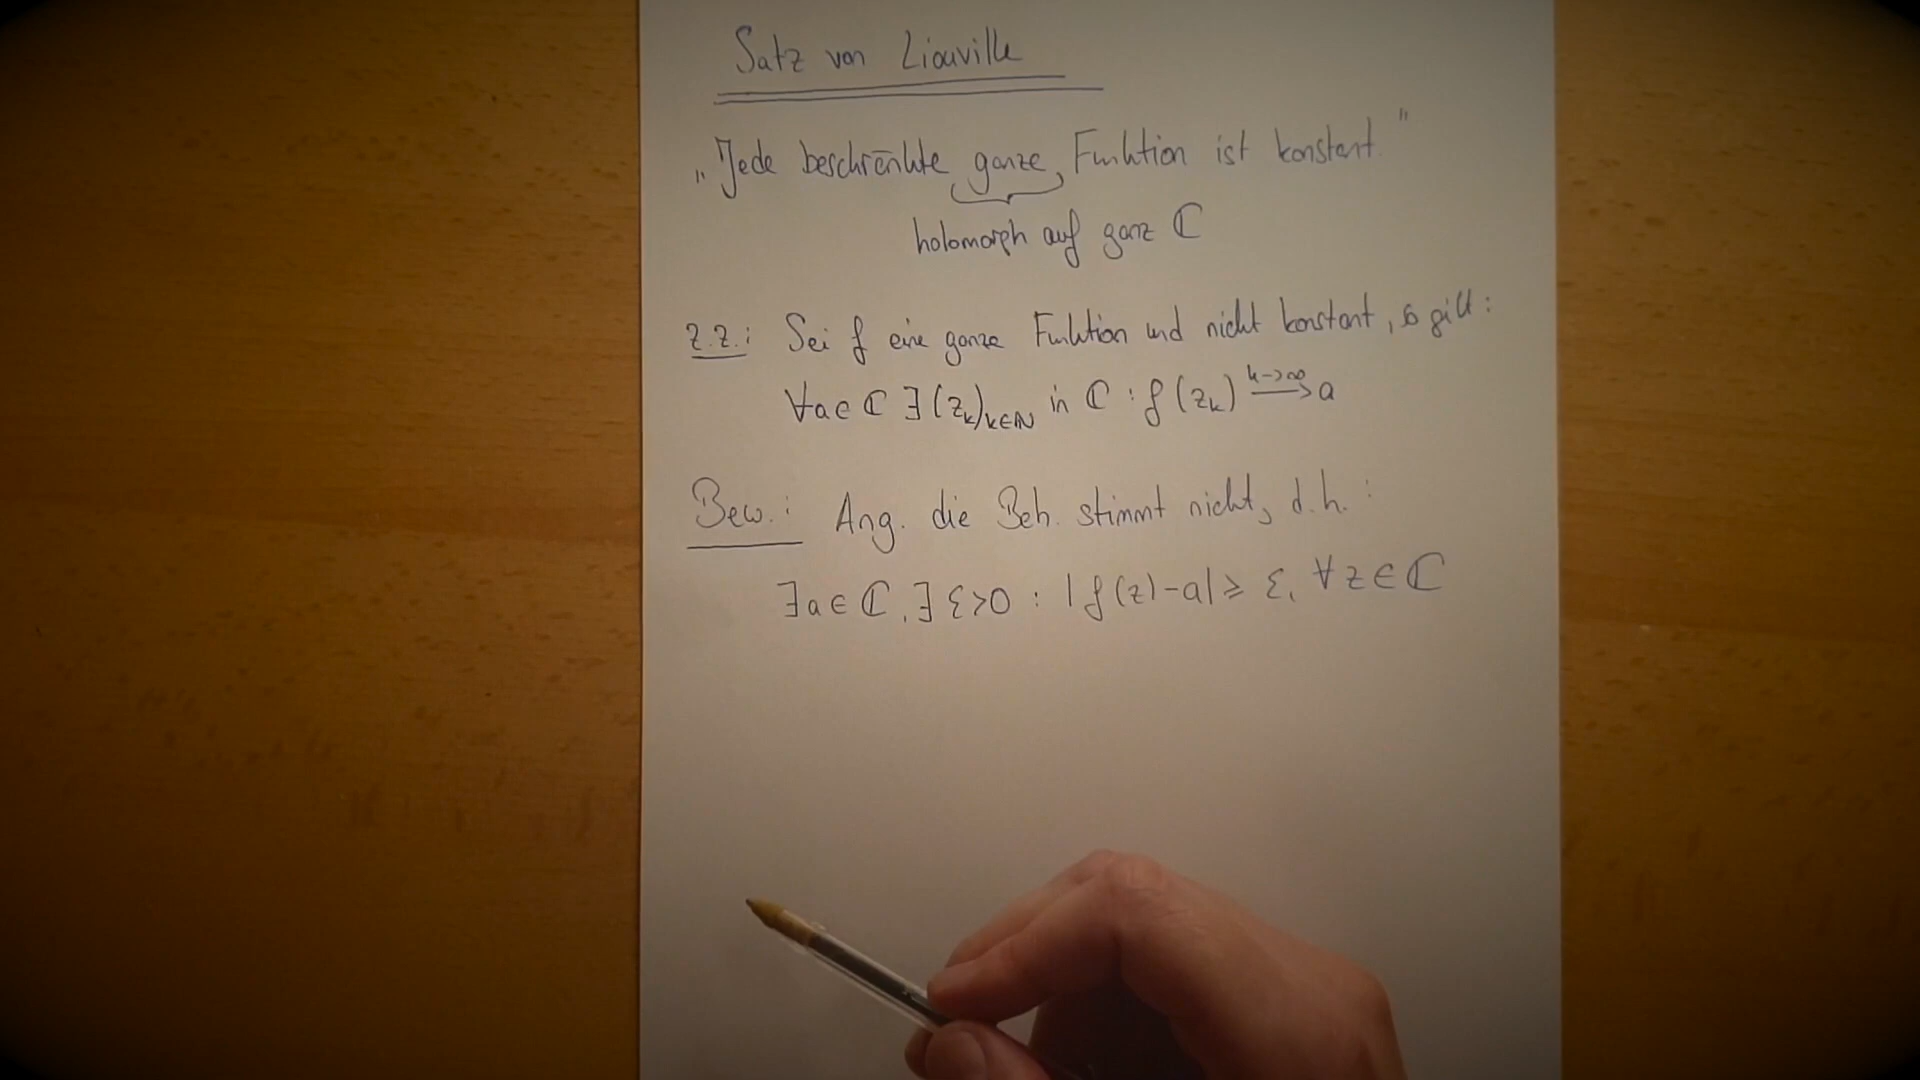 Satz von Liouville
„Jede beschränkte ganze Funktion ist konstant."
holomorph auf ganz ℂ
Z.Z.: Sei f eine ganze Funktion und nicht konstant, so gilt:
∀a∈ℂ ∃(z_k)_{k∈ℕ} in ℂ : f(z_k) \xrightarrow{k→∞} a
Bew.: Ang. die Beh. stimmt nicht, d.h.:
∃a∈ℂ, ∃ε>0 : |f(z)-a| ≥ ε, ∀z∈ℂ